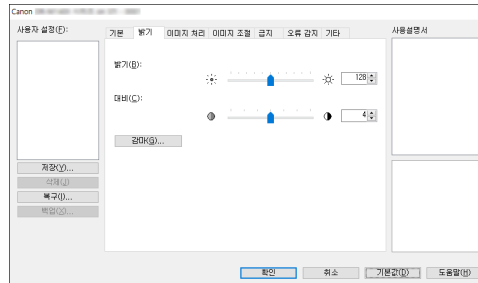 Canon
사용자 설정(F):
기본 밝기 이미지 처리 이미지 조절 급지 오류 감지 기타
사용설명서
밝기(B):
128
대비(C):
4
감마(G)...
저장(V)...
삭제(J)
복구(I)...
백업(X)...
확인 취소 기본값(D) 도움말(H)